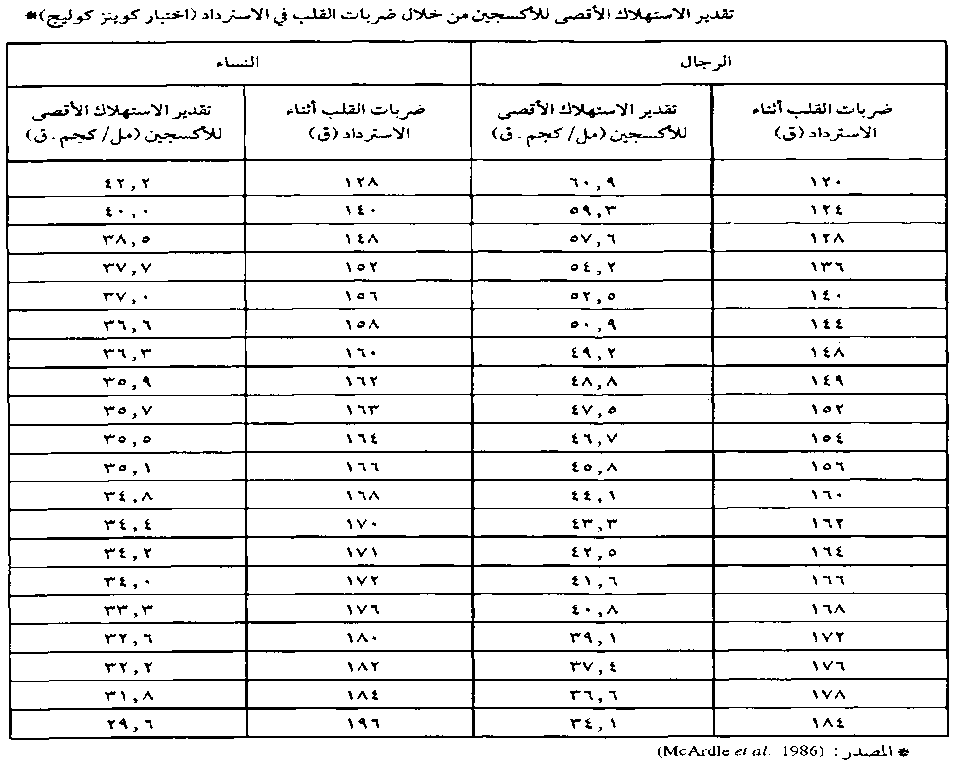 تقدير الاستهلاك الأقصى للأكسجين من خلال ضربات القلب في الاسترداد (اختبار كوينز كوليج)*
الرجال النساء
ضربات القلب أثناء تقدير الاستهلاك الأقصى ضربات القلب أثناء تقدير الاستهلاك الأقصى
الاسترداد (ق) للأكسجين (مل/كجم.ق) الاسترداد (ق) للأكسجين (مل/كجم.ق)
١٢٠ ٦٠,٩ ١٢٨ ٤٢,٢
١٢٤ ٥٩,٣ ١٤٠ ٤٠,٠
١٢٨ ٥٧,٦ ١٤٨ ٣٨,٥
١٣٦ ٥٤,٢ ١٥٢ ٣٧,٧
١٤٠ ٥٢,٥ ١٥٦ ٣٧,٠
١٤٤ ٥٠,٩ ١٥٨ ٣٦,٦
١٤٨ ٤٩,٢ ١٦٠ ٣٦,٣
١٤٩ ٤٨,٨ ١٦٢ ٣٥,٩
١٥٢ ٤٧,٥ ١٦٣ ٣٥,٧
١٥٤ ٤٦,٧ ١٦٤ ٣٥,٥
١٥٦ ٤٥,٨ ١٦٦ ٣٥,١
١٦٠ ٤٤,١ ١٦٨ ٣٤,٨
١٦٢ ٤٣,٣ ١٧٠ ٣٤,٤
١٦٤ ٤٢,٥ ١٧١ ٣٤,٢
١٦٦ ٤١,٦ ١٧٢ ٣٤,٠
١٦٨ ٤٠,٨ ١٧٦ ٣٣,٣
١٧٢ ٣٩,١ ١٨٠ ٣٢,٦
١٧٦ ٣٧,٤ ١٨٢ ٣٢,٢
١٧٨ ٣٦,٦ ١٨٤ ٣١,٨
١٨٤ ٣٤,١ ١٩٦ ٢٩,٦
* المصدر: (McArdle et al. 1986)